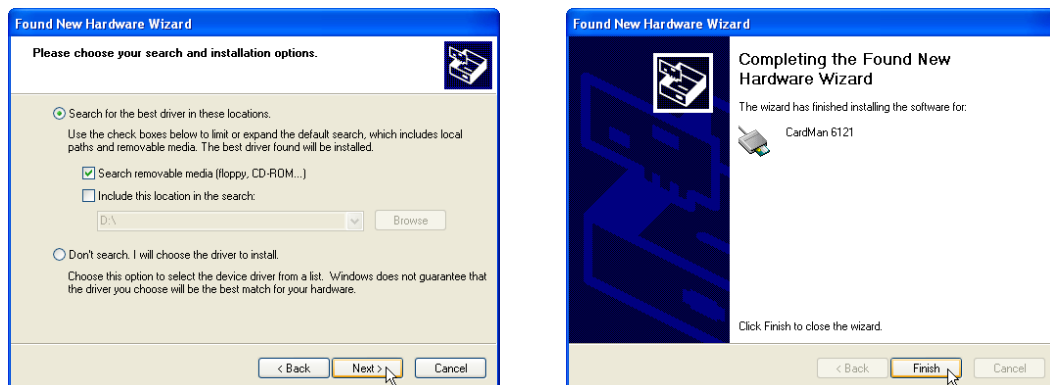 Found New Hardware Wizard
Please choose your search and installation options.
Search for the best driver in these locations.
Use the check boxes below to limit or expand the default search, which includes local
paths and removable media. The best driver found will be installed.
Search removable media (floppy, CD-ROM...)
Include this location in the search:
D:\
Browse
Don't search. I will choose the driver to install.
Choose this option to select the device driver from a list. Windows does not guarantee that
the driver you choose will be the best match for your hardware.
< Back
Next >
Cancel
Found New Hardware Wizard
Completing the Found New
Hardware Wizard
The wizard has finished installing the software for:
CardMan 6121
Click Finish to close the wizard.
< Back
Finish
Cancel